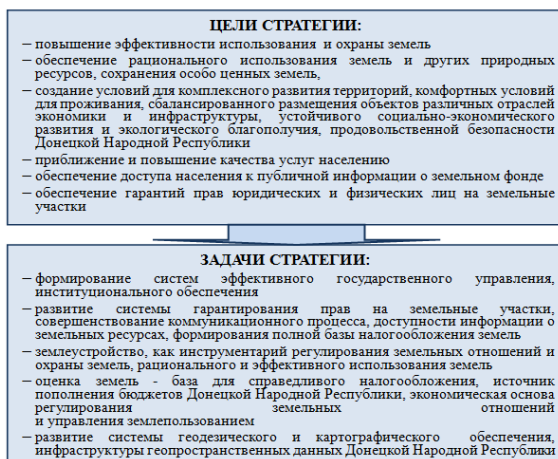 ЦЕЛИ СТРАТЕГИИ:
– повышение эффективности использования и охраны земель
– обеспечение рационального использования земель и других природных
ресурсов, сохранения особо ценных земель,
– создание условий для комплексного развития территорий, комфортных условий
для проживания, сбалансированного размещения объектов различных отраслей
экономики и инфраструктуры, устойчивого социально-экономического
развития и экологического благополучия, продовольственной безопасности
Донецкой Народной Республики
– приближение и повышение качества услуг населению
– обеспечение доступа населения к публичной информации о земельном фонде
– обеспечение гарантий прав юридических и физических лиц на земельные
участки
ЗАДАЧИ СТРАТЕГИИ:
– формирование систем эффективного государственного управления,
институционального обеспечения
– развитие системы гарантирования прав на земельные участки,
совершенствование коммуникационного процесса, доступности информации о
земельных ресурсах, формирования полной базы налогообложения земель
– землеустройство, как инструментарий регулирования земельных отношений и
охраны земель, рационального и эффективного использования земель
– оценка земель - база для справедливого налогообложения, источник
пополнения бюджетов Донецкой Народной Республики, экономическая основа
регулирования земельных отношений
и управления землепользованием
– развитие системы геодезического и картографического обеспечения,
инфраструктуры геопространственных данных Донецкой Народной Республики